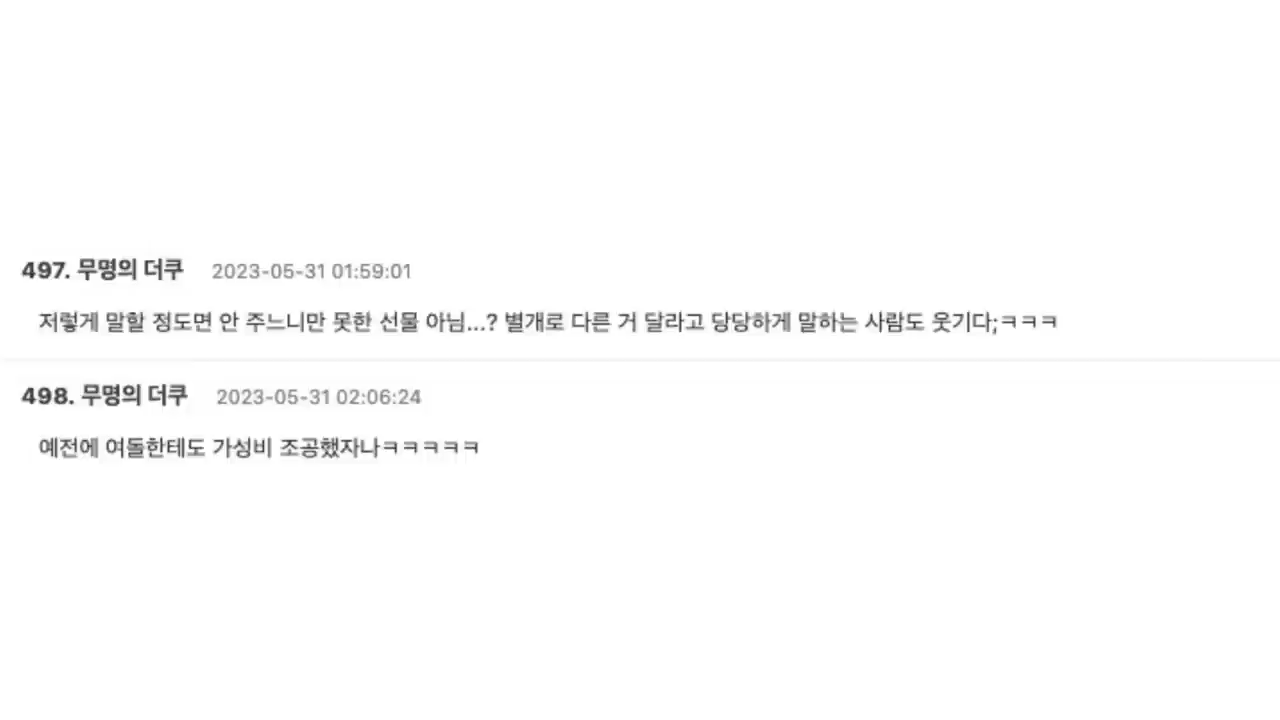 497. 무명의 더쿠 2023-05-31 01:59:01
저렇게 말할 정도면 안 주느니만 못한 선물 아님...? 별개로 다른 거 달라고 당당하게 말하는 사람도 웃기다;ㅋㅋㅋ
498. 무명의 더쿠 2023-05-31 02:06:24
예전에 여돌한테도 가성비 조공했자나ㅋㅋㅋㅋㅋ